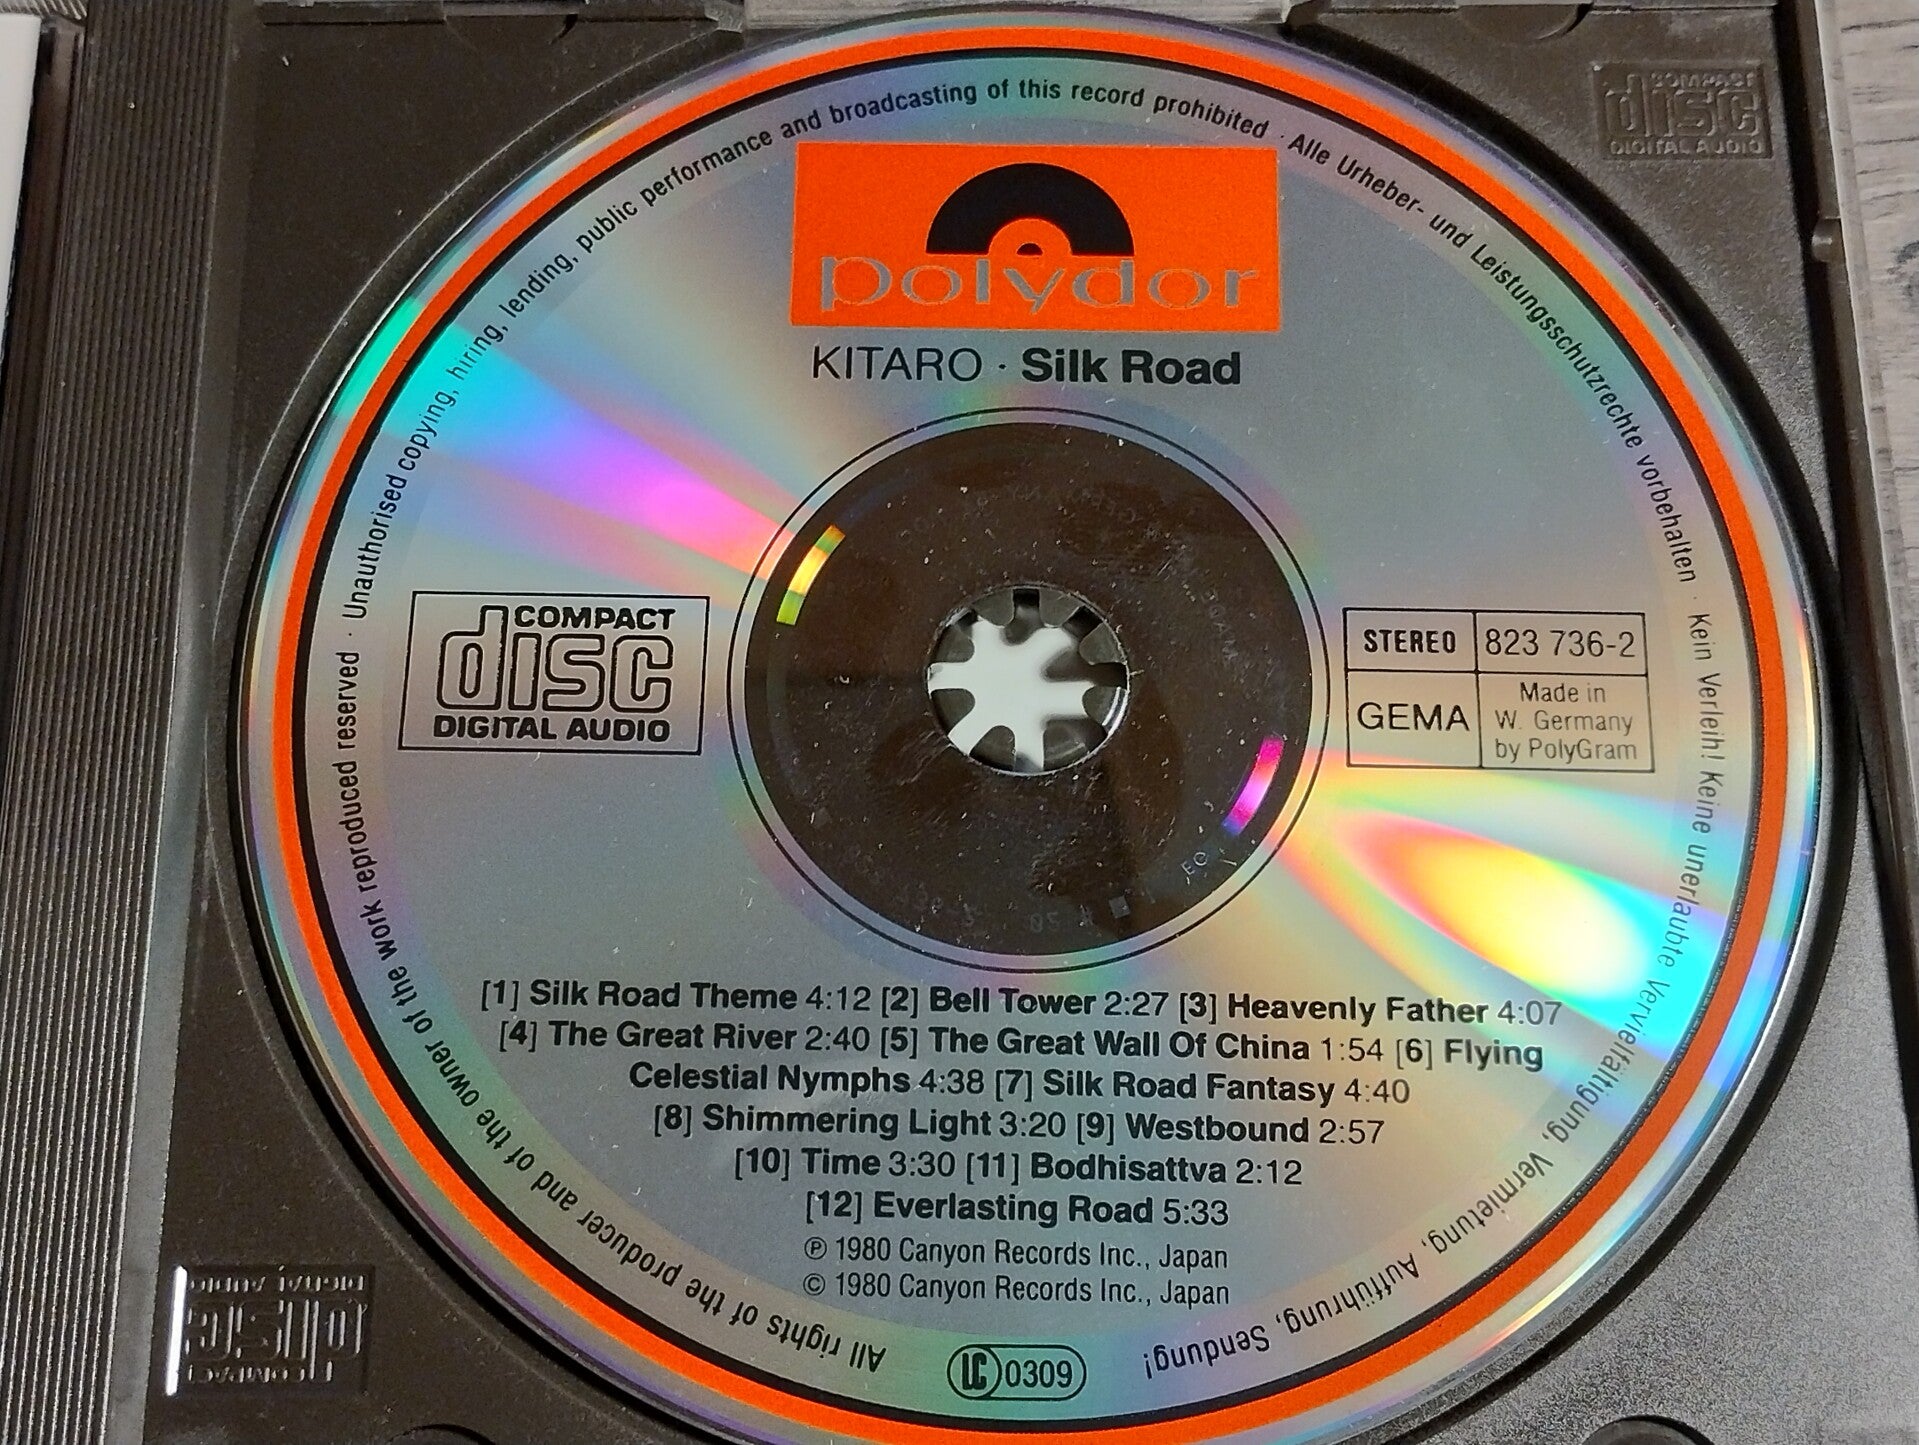 polydor
KITARO · Silk Road
COMPACT
disc
DIGITAL AUDIO
STEREO
823 736-2
GEMA
Made in
W. Germany
by PolyGram
[1] Silk Road Theme 4:12 [2] Bell Tower 2:27 [3] Heavenly Father 4:07
[4] The Great River 2:40 [5] The Great Wall Of China 1:54 [6] Flying
Celestial Nymphs 4:38 [7] Silk Road Fantasy 4:40
[8] Shimmering Light 3:20 [9] Westbound 2:57
[10] Time 3:30 [11] Bodhisattva 2:12
[12] Everlasting Road 5:33
℗ 1980 Canyon Records Inc., Japan
© 1980 Canyon Records Inc., Japan
LC 0309
All rights of the producer and of the owner of the work reproduced reserved · Unauthorised copying, hiring, lending, public performance and broadcasting of this record prohibited · Alle Urheber- und Leistungsschutzrechte vorbehalten · Kein Verleih! Keine unerlaubte Vervielfältigung, Vermietung, Aufführung, Sendung!
COMPACT
disc
DIGITAL AUDIO
COMPACT
disc
DIGITAL AUDIO